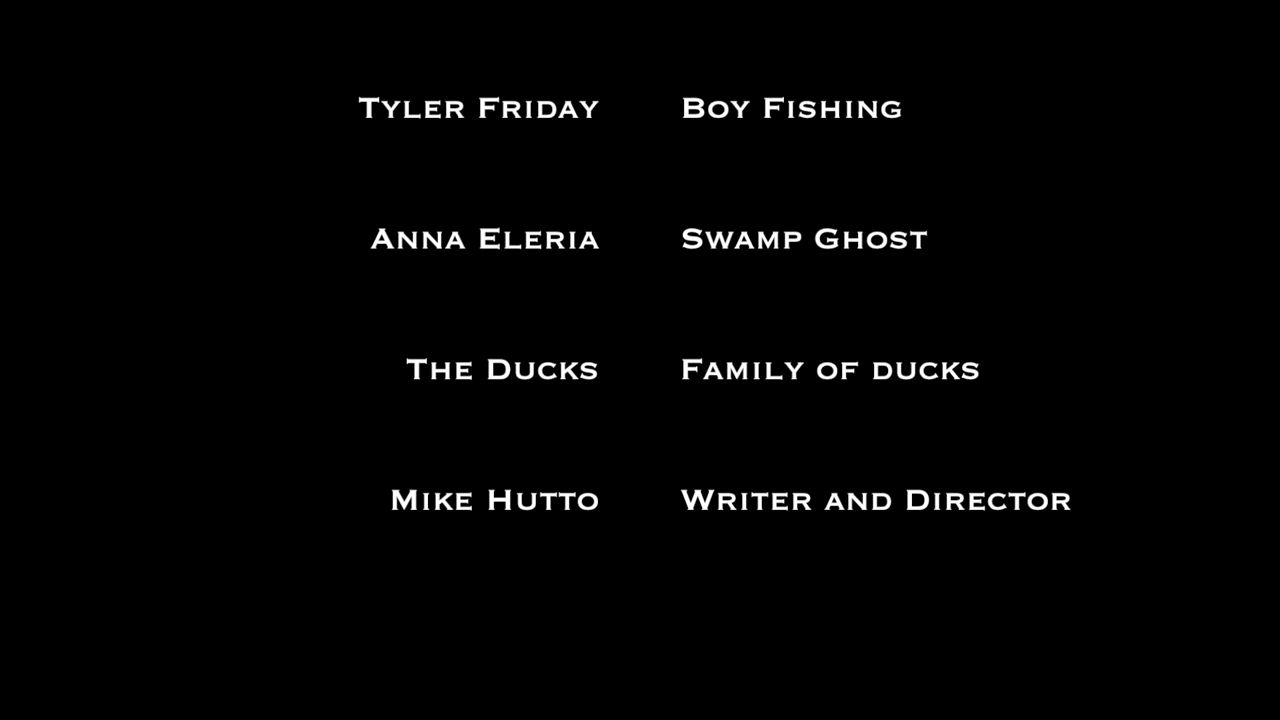 Tyler Friday Boy Fishing
Anna Eleria Swamp Ghost
The Ducks Family of ducks
Mike Hutto Writer and Director